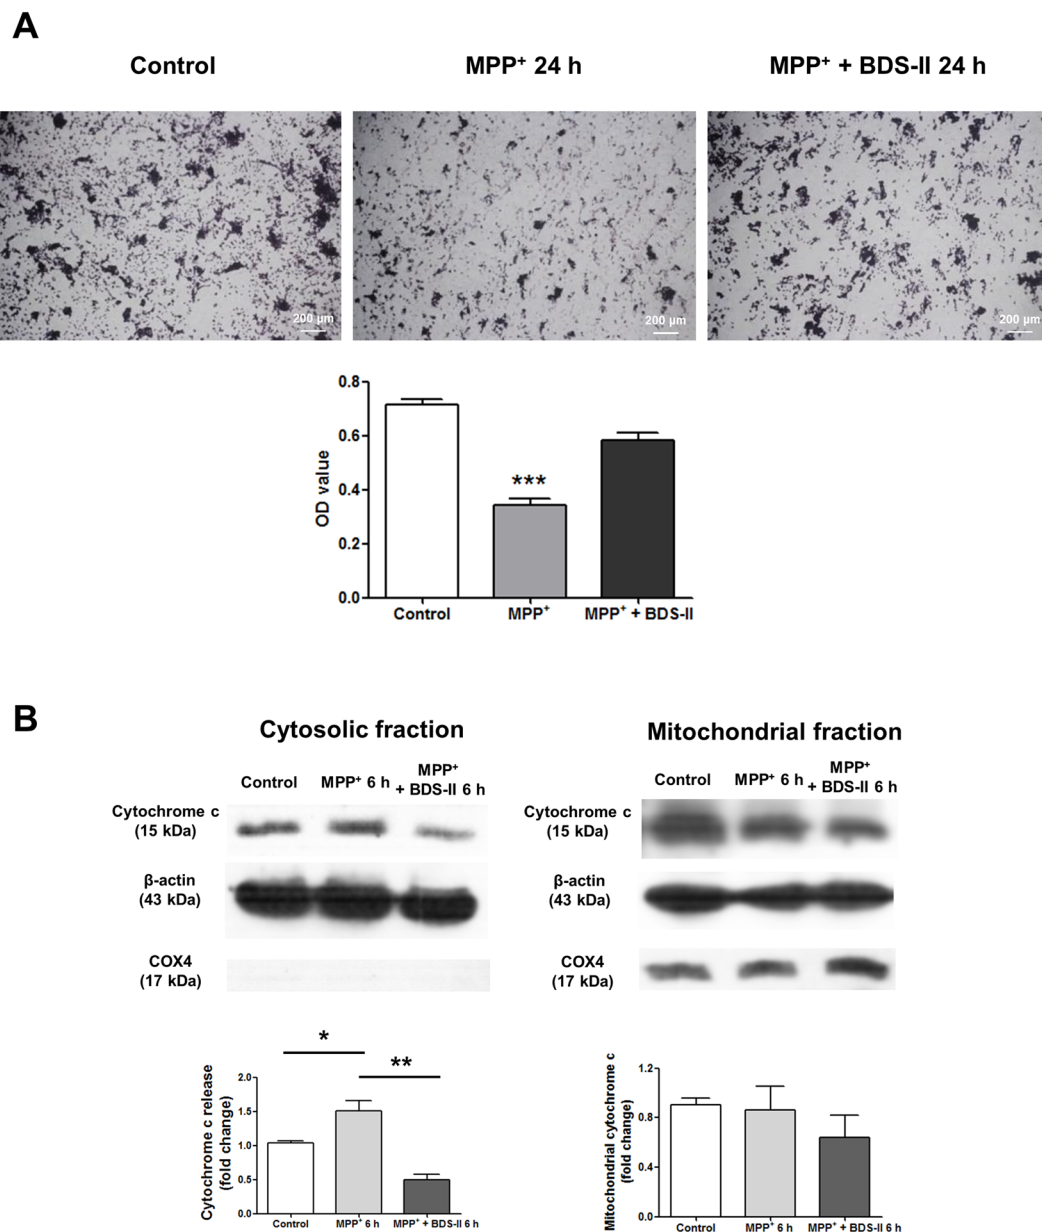 A
Control
MPP⁺ 24 h
MPP⁺ + BDS-II 24 h
200 µm
200 µm
200 µm
0.8
0.6
0.4
0.2
0.0
OD value
***
Control
MPP⁺
MPP⁺ + BDS-II
B
Cytosolic fraction
Control
MPP⁺ 6 h
MPP⁺
+ BDS-II 6 h
Cytochrome c
(15 kDa)
β-actin
(43 kDa)
COX4
(17 kDa)
*
**
Cytochrome c release
(fold change)
2.0
1.5
1.0
0.5
0.0
Control
MPP⁺ 6 h
MPP⁺ + BDS-II 6 h
Mitochondrial fraction
Control
MPP⁺ 6 h
MPP⁺
+ BDS-II 6 h
Cytochrome c
(15 kDa)
β-actin
(43 kDa)
COX4
(17 kDa)
Mitochondrial cytochrome c
(fold change)
1.2
0.8
0.4
0.0
Control
MPP⁺ 6 h
MPP⁺ + BDS-II 6 h